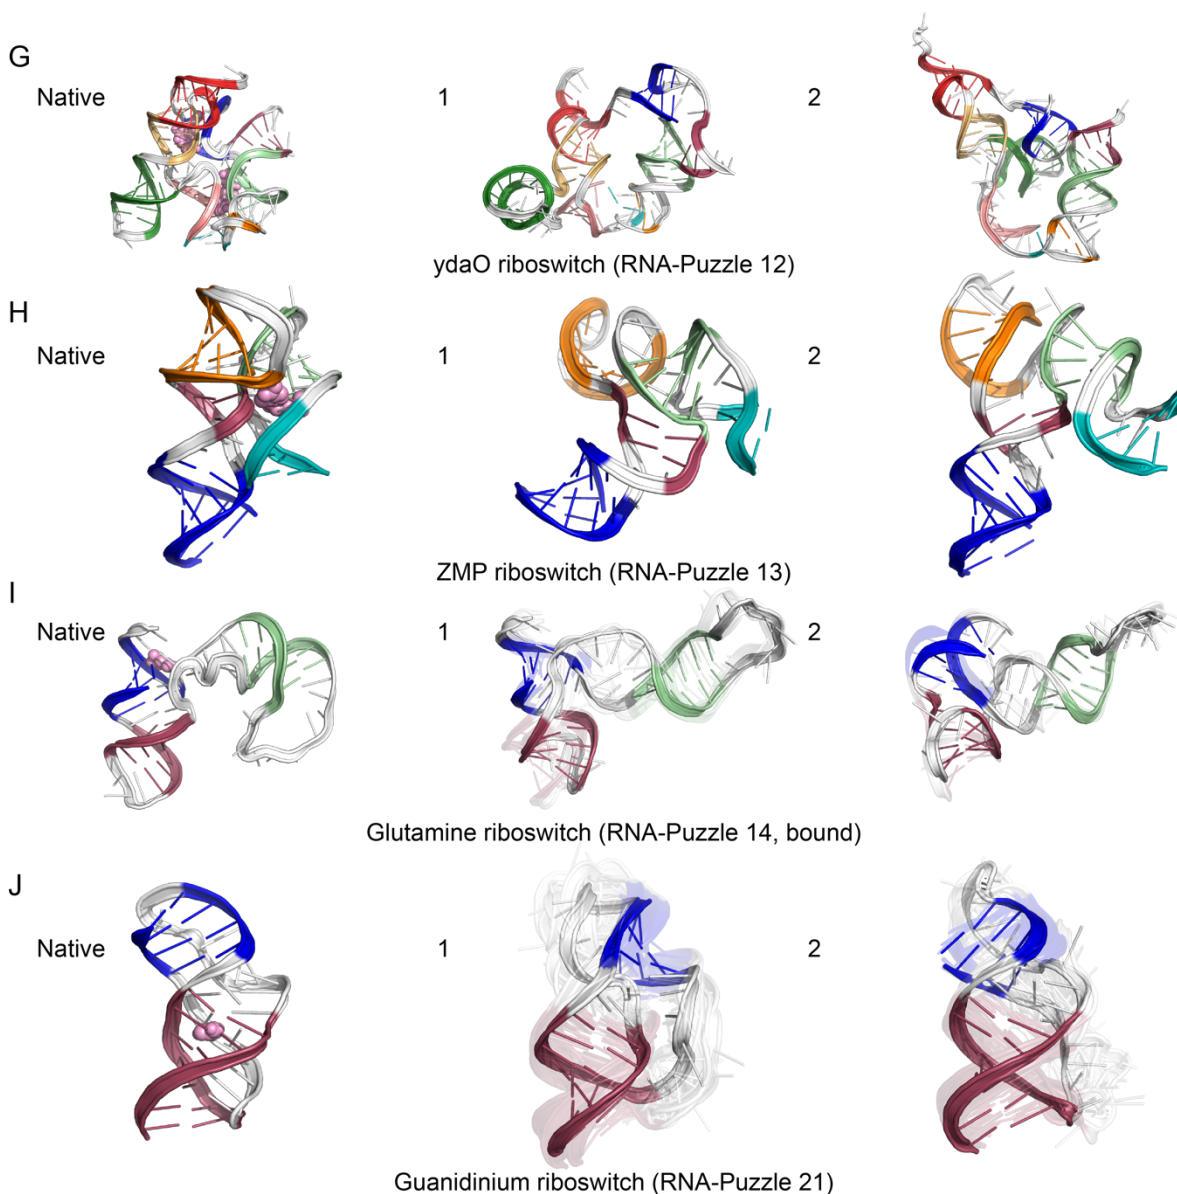 G
Native 1 2
ydaO riboswitch (RNA-Puzzle 12)
H
Native 1 2
ZMP riboswitch (RNA-Puzzle 13)
I
Native 1 2
Glutamine riboswitch (RNA-Puzzle 14, bound)
J
Native 1 2
Guanidinium riboswitch (RNA-Puzzle 21)